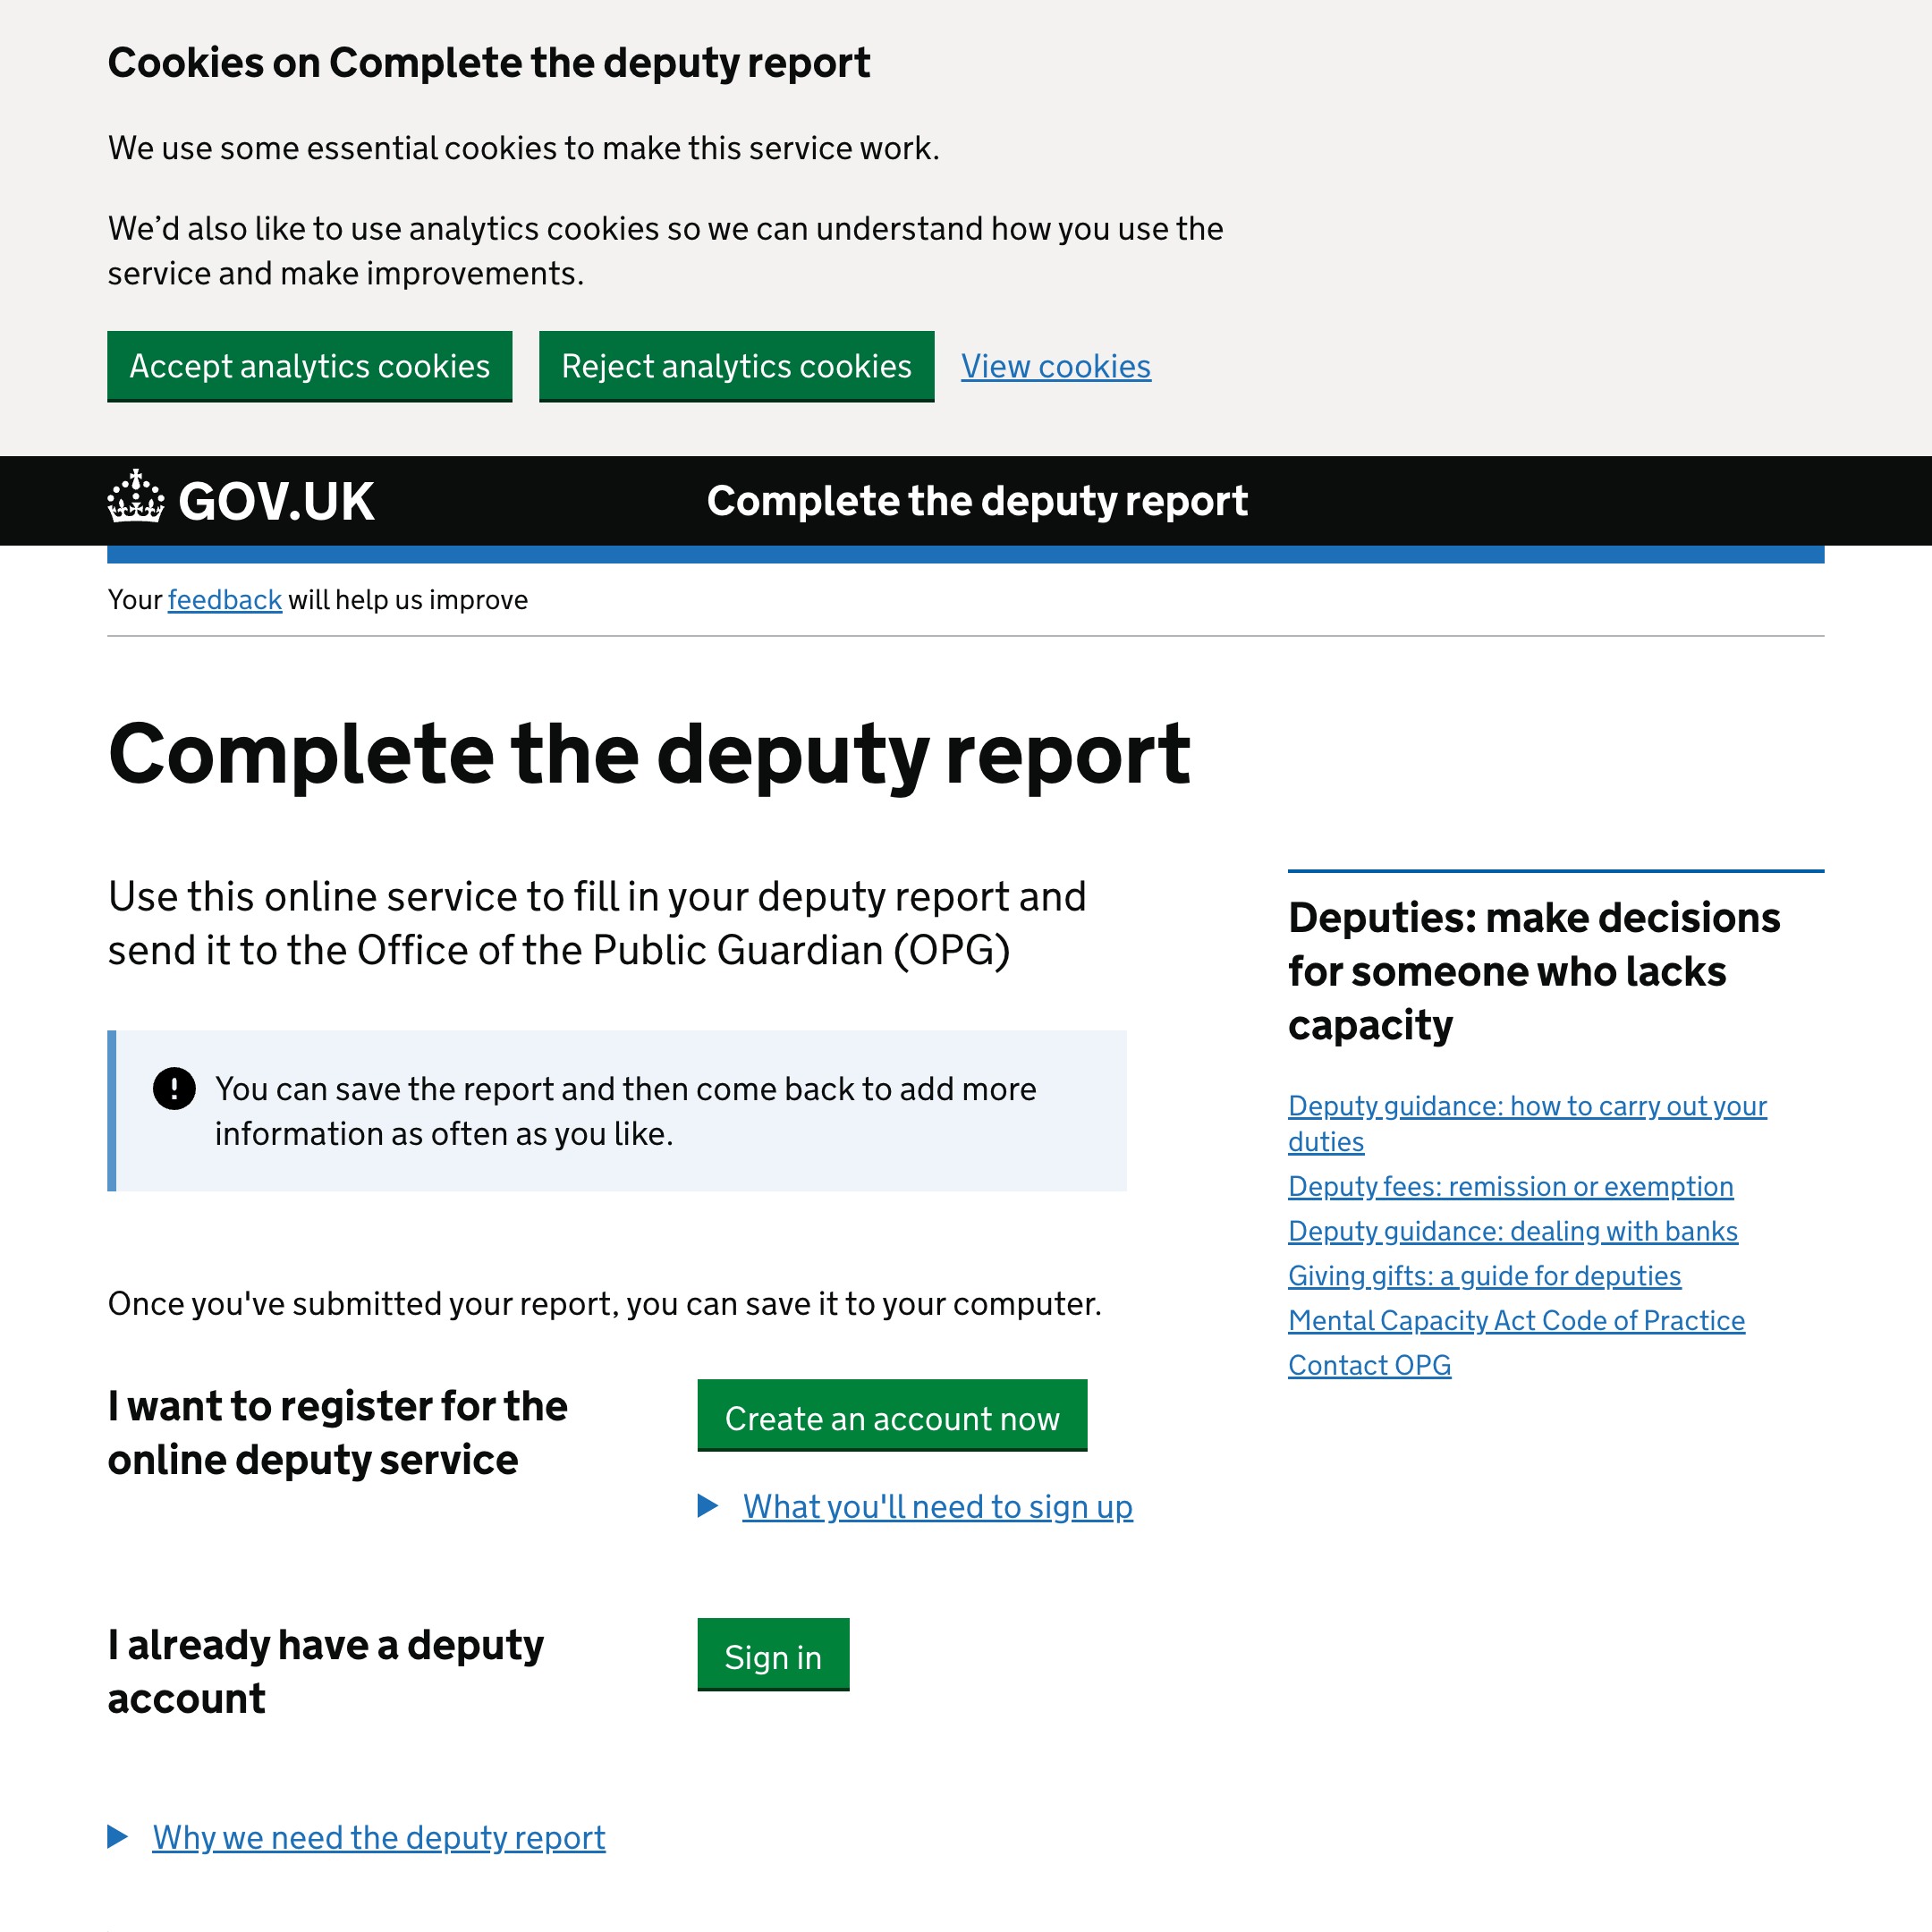 Cookies on Complete the deputy report
We use some essential cookies to make this service work.
We’d also like to use analytics cookies so we can understand how you use the
service and make improvements.
Accept analytics cookies
Reject analytics cookies
View cookies
GOV.UK
Complete the deputy report
Your feedback will help us improve
Complete the deputy report
Use this online service to fill in your deputy report and
send it to the Office of the Public Guardian (OPG)
You can save the report and then come back to add more
information as often as you like.
Once you've submitted your report, you can save it to your computer.
I want to register for the
online deputy service
Create an account now
What you'll need to sign up
I already have a deputy
account
Sign in
Why we need the deputy report
Deputies: make decisions
for someone who lacks
capacity
Deputy guidance: how to carry out your
duties
Deputy fees: remission or exemption
Deputy guidance: dealing with banks
Giving gifts: a guide for deputies
Mental Capacity Act Code of Practice
Contact OPG